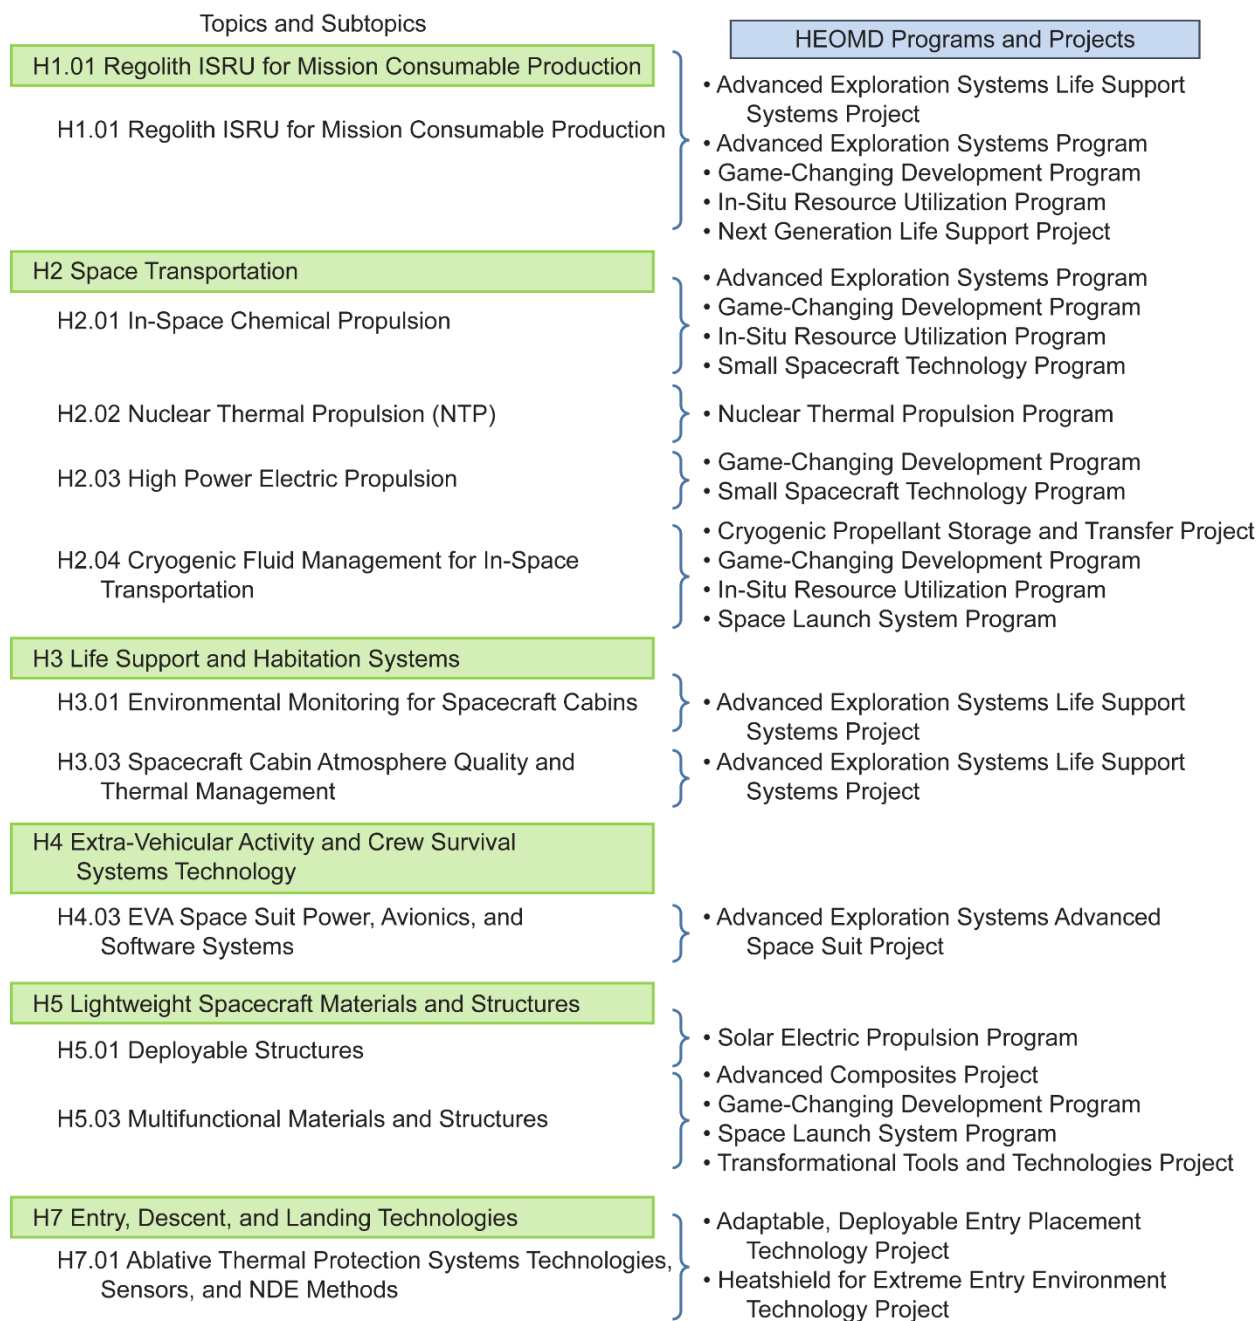 Topics and Subtopics
HEOMD Programs and Projects
H1.01 Regolith ISRU for Mission Consumable Production
H1.01 Regolith ISRU for Mission Consumable Production
• Advanced Exploration Systems Life Support
Systems Project
• Advanced Exploration Systems Program
• Game-Changing Development Program
• In-Situ Resource Utilization Program
• Next Generation Life Support Project
H2 Space Transportation
H2.01 In-Space Chemical Propulsion
• Advanced Exploration Systems Program
• Game-Changing Development Program
• In-Situ Resource Utilization Program
• Small Spacecraft Technology Program
H2.02 Nuclear Thermal Propulsion (NTP)
• Nuclear Thermal Propulsion Program
H2.03 High Power Electric Propulsion
• Game-Changing Development Program
• Small Spacecraft Technology Program
H2.04 Cryogenic Fluid Management for In-Space
Transportation
• Cryogenic Propellant Storage and Transfer Project
• Game-Changing Development Program
• In-Situ Resource Utilization Program
• Space Launch System Program
H3 Life Support and Habitation Systems
H3.01 Environmental Monitoring for Spacecraft Cabins
• Advanced Exploration Systems Life Support
Systems Project
H3.03 Spacecraft Cabin Atmosphere Quality and
Thermal Management
• Advanced Exploration Systems Life Support
Systems Project
H4 Extra-Vehicular Activity and Crew Survival
Systems Technology
H4.03 EVA Space Suit Power, Avionics, and
Software Systems
• Advanced Exploration Systems Advanced
Space Suit Project
H5 Lightweight Spacecraft Materials and Structures
H5.01 Deployable Structures
• Solar Electric Propulsion Program
H5.03 Multifunctional Materials and Structures
• Advanced Composites Project
• Game-Changing Development Program
• Space Launch System Program
• Transformational Tools and Technologies Project
H7 Entry, Descent, and Landing Technologies
H7.01 Ablative Thermal Protection Systems Technologies,
Sensors, and NDE Methods
• Adaptable, Deployable Entry Placement
Technology Project
• Heatshield for Extreme Entry Environment
Technology Project